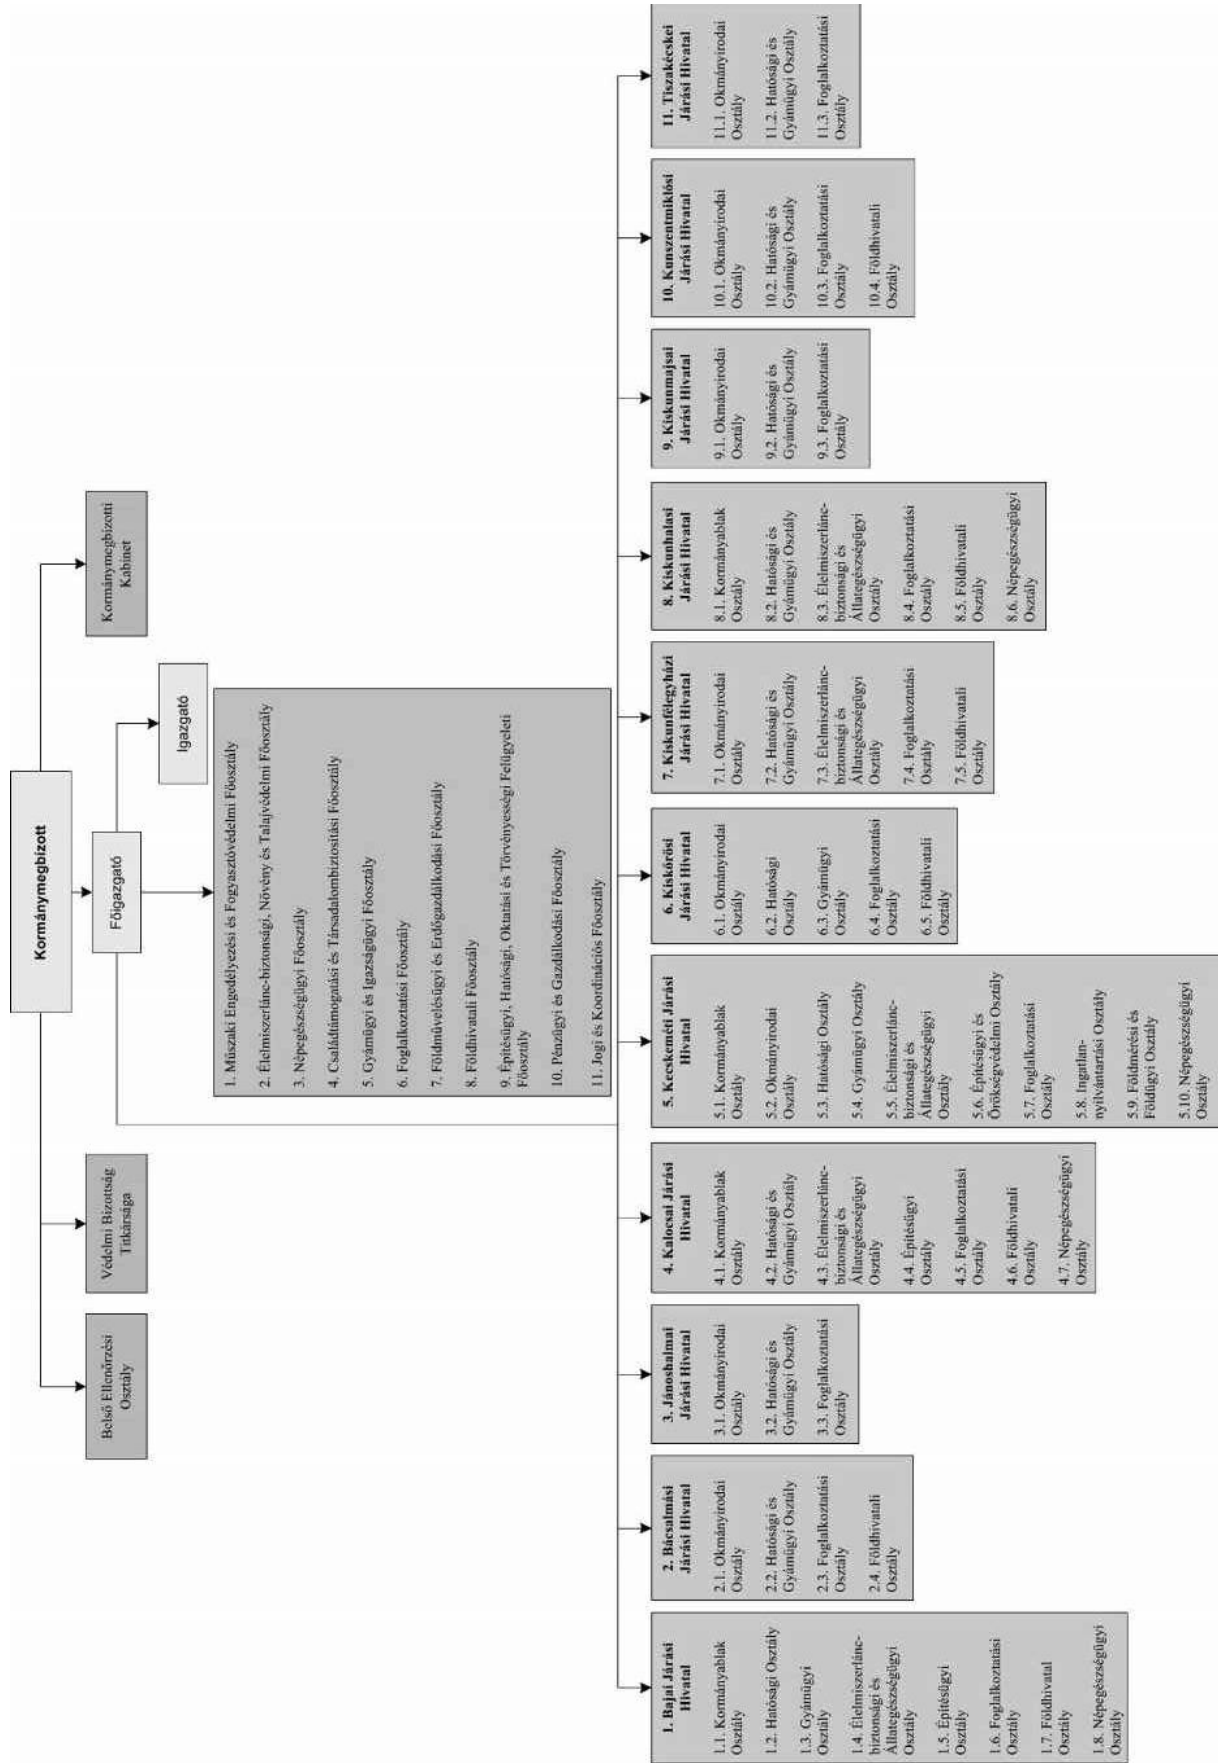 Kormánymegbízott
Belső Ellenőrzési
Osztály
Védelmi Bizottság
Titkársága
Főigazgató
Kormánymegbízotti
Kabinet
Igazgató
1. Műszaki Engedélyezési és Fogyasztóvédelmi Főosztály
2. Élelmiszerlánc-biztonsági, Növény és Talajvédelmi Főosztály
3. Népegészségügyi Főosztály
4. Családtámogatási és Társadalombiztosítási Főosztály
5. Gyámügyi és Igazságügyi Főosztály
6. Foglalkoztatási Főosztály
7. Földművelésügyi és Erdőgazdálkodási Főosztály
8. Földhivatali Főosztály
9. Építésügyi, Hatósági, Oktatási és Törvényességi Felügyeleti
Főosztály
10. Pénzügyi és Gazdálkodási Főosztály
11. Jogi és Koordinációs Főosztály
1. Bajai Járási
Hivatal
1.1. Kormányablak
Osztály
1.2. Hatósági Osztály
1.3. Gyámügyi
Osztály
1.4. Élelmiszerlánc-
biztonsági és
Állategészségügyi
Osztály
1.5. Építésügyi
Osztály
1.6. Foglalkoztatási
Osztály
1.7. Földhivatal
Osztály
1.8. Népegészségügyi
Osztály
2. Bácsalmási
Járási Hivatal
2.1. Okmányirodai
Osztály
2.2. Hatósági és
Gyámügyi Osztály
2.3. Foglalkoztatási
Osztály
2.4. Földhivatali
Osztály
3. Jánoshalmai
Járási Hivatal
3.1. Okmányirodai
Osztály
3.2. Hatósági és
Gyámügyi Osztály
3.3. Foglalkoztatási
Osztály
4. Kalocsai Járási
Hivatal
4.1. Kormányablak
Osztály
4.2. Hatósági és
Gyámügyi Osztály
4.3. Élelmiszerlánc-
biztonsági és
Állategészségügyi
Osztály
4.4. Építésügyi
Osztály
4.5. Foglalkoztatási
Osztály
4.6. Földhivatali
Osztály
4.7. Népegészségügyi
Osztály
5. Kecskeméti Járási
Hivatal
5.1. Kormányablak
Osztály
5.2. Okmányirodai
Osztály
5.3. Hatósági Osztály
5.4. Gyámügyi Osztály
5.5. Élelmiszerlánc-
biztonsági és
Állategészségügyi
Osztály
5.6. Építésügyi és
Örökségvédelmi Osztály
5.7. Foglalkoztatási
Osztály
5.8. Ingatlan-
nyilvántartási Osztály
5.9. Földmérési és
Földügyi Osztály
5.10. Népegészségügyi
Osztály
6. Kiskőrösi
Járási Hivatal
6.1. Okmányirodai
Osztály
6.2. Hatósági
Osztály
6.3. Gyámügyi
Osztály
6.4. Foglalkoztatási
Osztály
6.5. Földhivatali
Osztály
7. Kiskunfélegyházi
Járási Hivatal
7.1. Okmányirodai
Osztály
7.2. Hatósági és
Gyámügyi Osztály
7.3. Élelmiszerlánc-
biztonsági és
Állategészségügyi
Osztály
7.4. Foglalkoztatási
Osztály
7.5. Földhivatali
Osztály
8. Kiskunhalasi
Járási Hivatal
8.1. Kormányablak
Osztály
8.2. Hatósági és
Gyámügyi Osztály
8.3. Élelmiszerlánc-
biztonsági és
Állategészségügyi
Osztály
8.4. Foglalkoztatási
Osztály
8.5. Földhivatali
Osztály
8.6. Népegészségügyi
Osztály
9. Kiskunmajsai
Járási Hivatal
9.1. Okmányirodai
Osztály
9.2. Hatósági és
Gyámügyi Osztály
9.3. Foglalkoztatási
Osztály
10. Kunszentmiklósi
Járási Hivatal
10.1. Okmányirodai
Osztály
10.2. Hatósági és
Gyámügyi Osztály
10.3. Foglalkoztatási
Osztály
10.4. Földhivatali
Osztály
11. Tiszakécskei
Járási Hivatal
11.1. Okmányirodai
Osztály
11.2. Hatósági és
Gyámügyi Osztály
11.3. Foglalkoztatási
Osztály